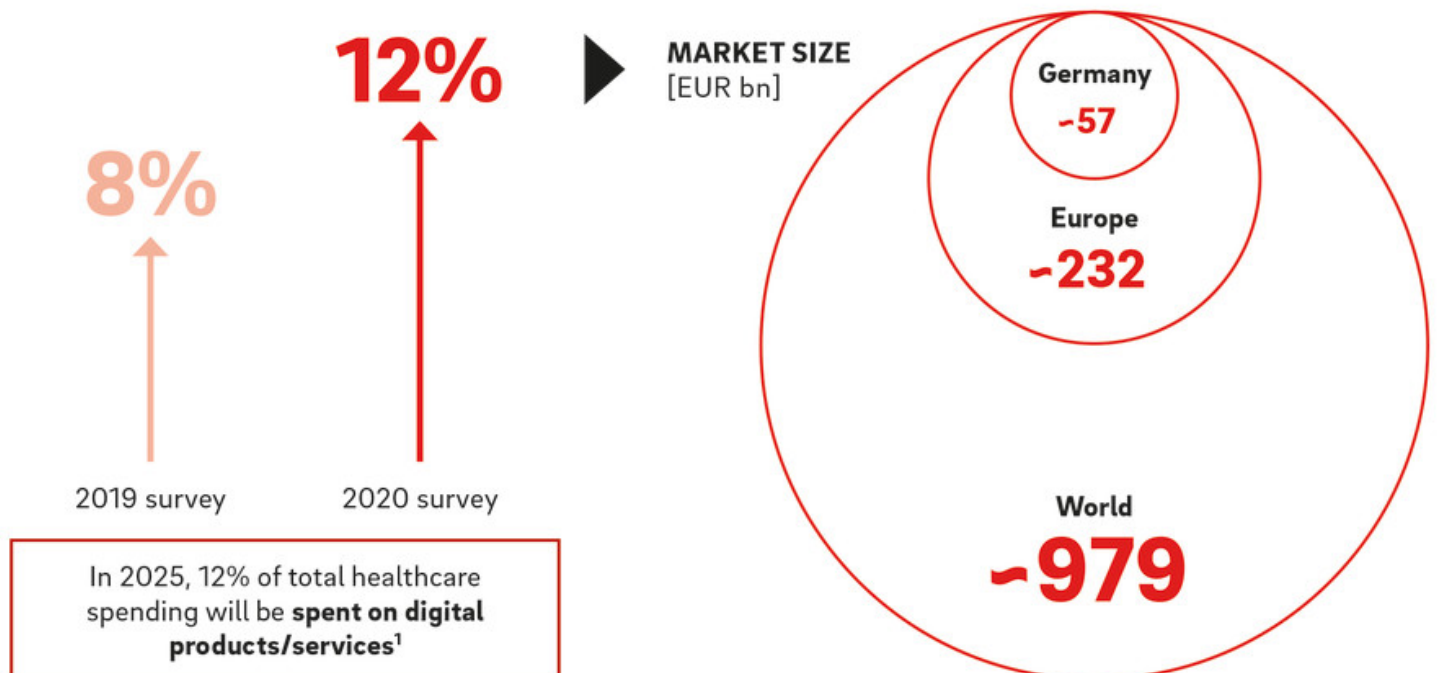 12%
8%
2019 survey
2020 survey
In 2025, 12% of total healthcare
spending will be spent on digital
products/services¹
MARKET SIZE
[EUR bn]
Germany
~57
Europe
~232
World
~979